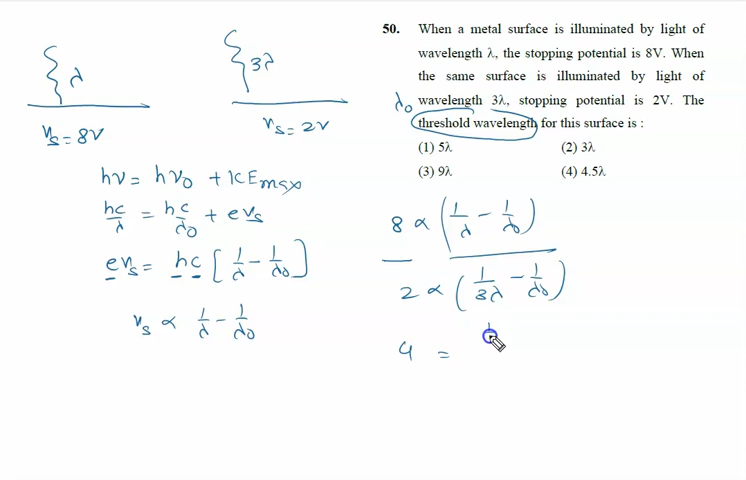 λ
3λ
Vs = 8V
Vs = 2V
hν = hν₀ + KEmax
hc/λ = hc/λ₀ + eVs
eVs = hc [1/λ - 1/λ₀]
Vs ∝ 1/λ - 1/λ₀
50. When a metal surface is illuminated by light of
wavelength λ, the stopping potential is 8V. When
the same surface is illuminated by light of
λ₀ wavelength 3λ, stopping potential is 2V. The
threshold wavelength for this surface is :
(1) 5λ (2) 3λ
(3) 9λ (4) 4.5λ
8 ∝ (1/λ - 1/λ₀)
2 ∝ (1/3λ - 1/λ₀)
4 =